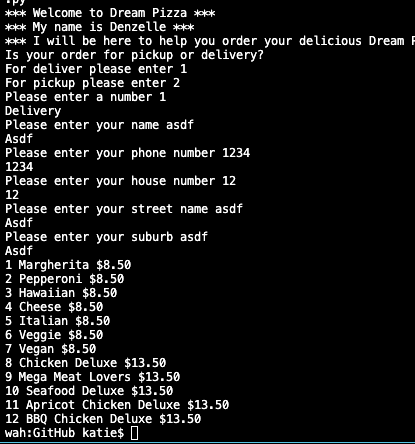 .py
*** Welcome to Dream Pizza ***
*** My name is Denzelle ***
*** I will be here to help you order your delicious Dream
Is your order for pickup or delivery?
For deliver please enter 1
For pickup please enter 2
Please enter a number 1
Delivery
Please enter your name asdf
Asdf
Please enter your phone number 1234
1234
Please enter your house number 12
12
Please enter your street name asdf
Asdf
Please enter your suburb asdf
Asdf
1 Margherita $8.50
2 Pepperoni $8.50
3 Hawaiian $8.50
4 Cheese $8.50
5 Italian $8.50
6 Veggie $8.50
7 Vegan $8.50
8 Chicken Deluxe $13.50
9 Mega Meat Lovers $13.50
10 Seafood Deluxe $13.50
11 Apricot Chicken Deluxe $13.50
12 BBQ Chicken Deluxe $13.50
wah:GitHub katie$